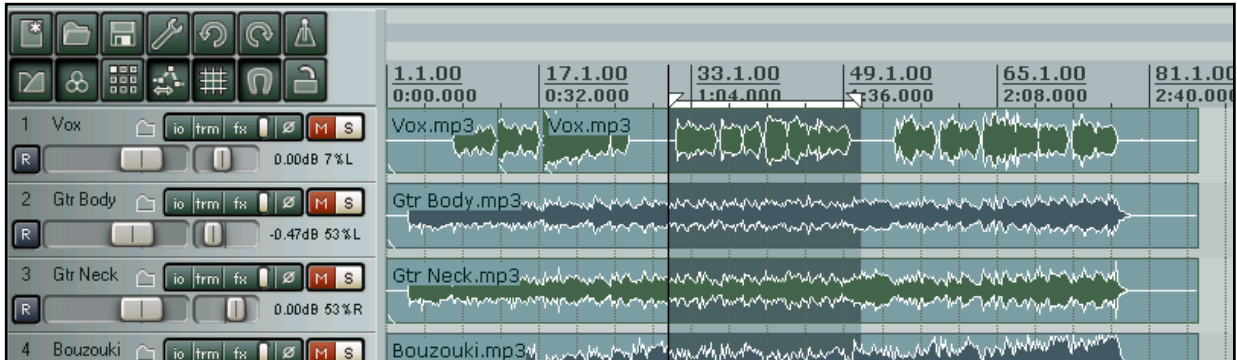 1.1.00 17.1.00 33.1.00 49.1.00 65.1.00 81.1.00
0:00.000 0:32.000 1:04.000 1:36.000 2:08.000 2:40.000
1 Vox io trm fx Ø M S
Vox.mp3 Vox.mp3
R 0.00dB 7%L
2 Gtr Body io trm fx Ø M S
Gtr Body.mp3
R -0.47dB 53%L
3 Gtr Neck io trm fx Ø M S
Gtr Neck.mp3
R 0.00dB 53%R
4 Bouzouki io trm fx Ø M S
Bouzouki.mp3